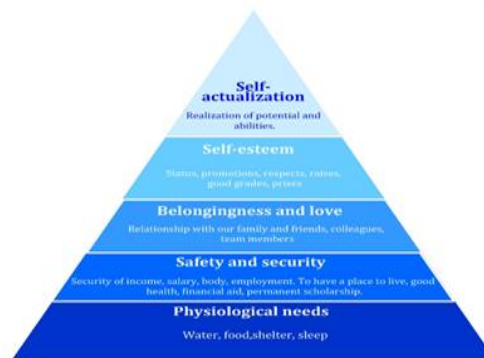 Self-
actualization
Realization of potential and
abilities.
Self-esteem
Status, promotions, respects, raises,
good grades, prizes
Belongingness and love
Relationship with our family and friends, colleagues,
team members
Safety and security
Security of income, salary, body, employment. To have a place to live, good
health, financial aid, permanent scholarship.
Physiological needs
Water, food,shelter, sleep